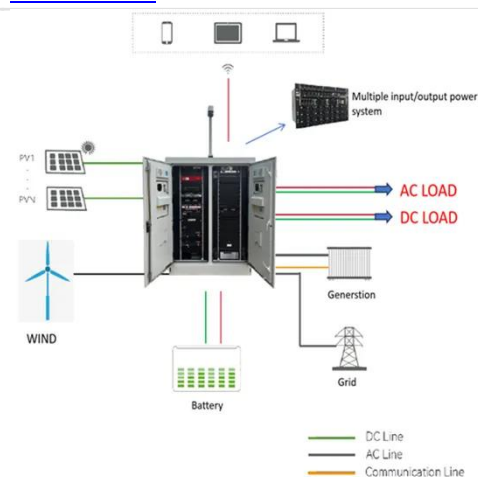 Multiple input/output power
system
PV1
PVN
AC LOAD
DC LOAD
Generstion
WIND
Grid
Battery
DC Line
AC Line
Communication Line